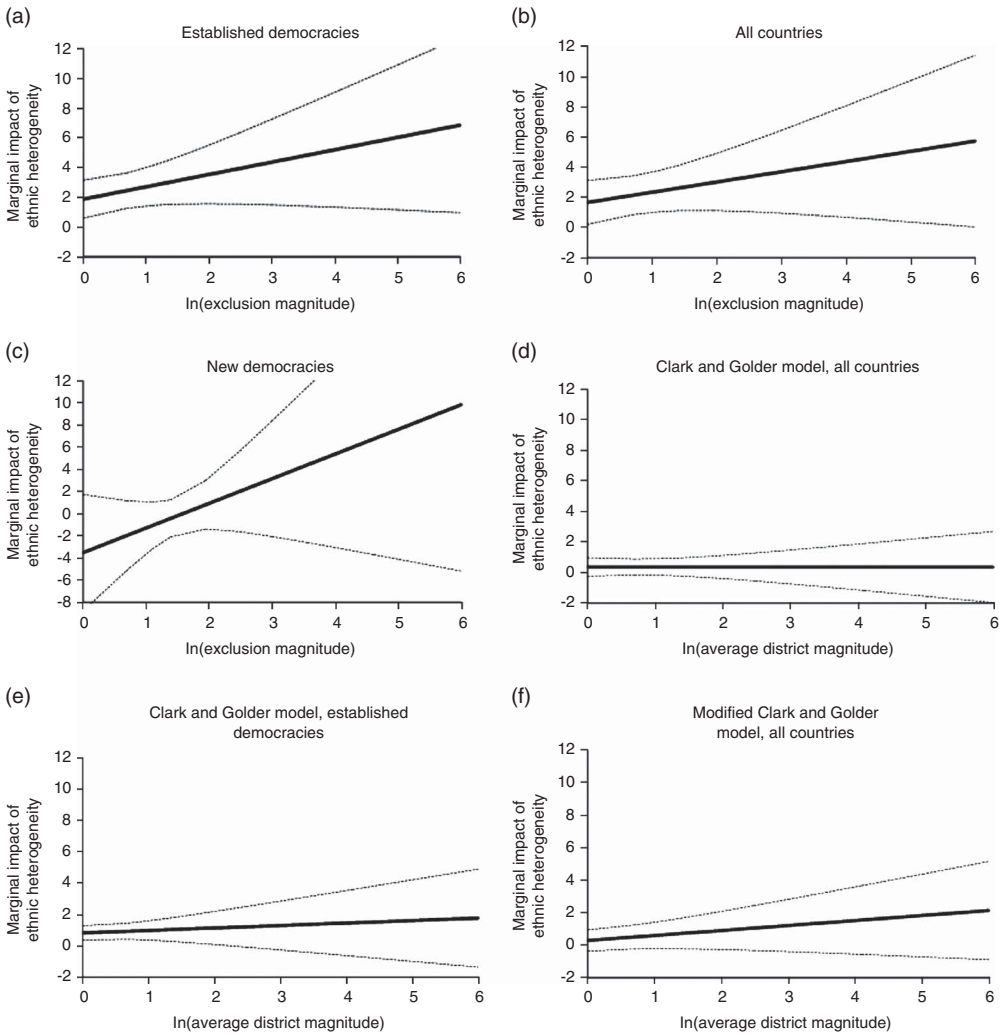 (a)
Established democracies
Marginal impact of
ethnic heterogeneity
12
10
8
6
4
2
0
-2
0 1 2 3 4 5 6
ln(exclusion magnitude)
(b)
All countries
Marginal impact of
ethnic heterogeneity
12
10
8
6
4
2
0
-2
0 1 2 3 4 5 6
ln(exclusion magnitude)
(c)
New democracies
Marginal impact of
ethnic heterogeneity
12
10
8
6
4
2
0
-2
-4
-6
-8
0 1 2 3 4 5 6
ln(exclusion magnitude)
(d)
Clark and Golder model, all countries
Marginal impact of
ethnic heterogeneity
12
10
8
6
4
2
0
-2
0 1 2 3 4 5 6
ln(average district magnitude)
(e)
Clark and Golder model, established
democracies
Marginal impact of
ethnic heterogeneity
12
10
8
6
4
2
0
-2
0 1 2 3 4 5 6
ln(average district magnitude)
(f)
Modified Clark and Golder
model, all countries
Marginal impact of
ethnic heterogeneity
12
10
8
6
4
2
0
-2
0 1 2 3 4 5 6
ln(average district magnitude)